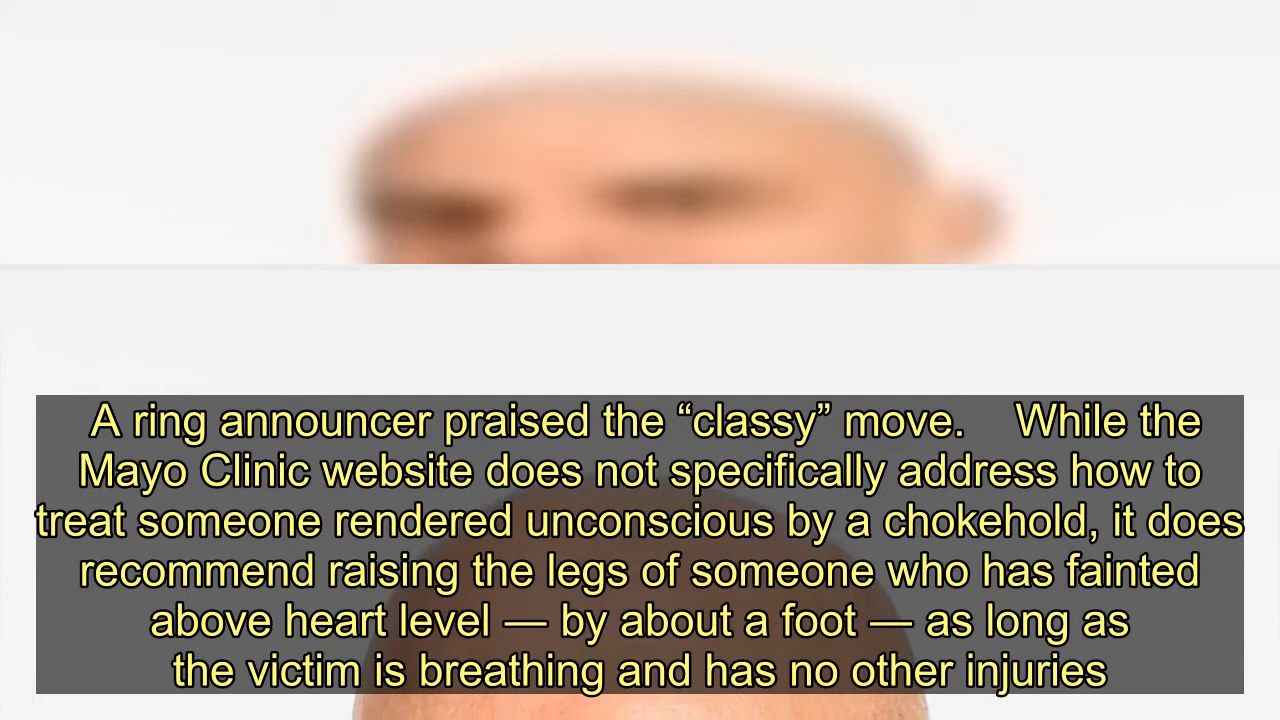 A ring announcer praised the “classy” move.    While the
Mayo Clinic website does not specifically address how to
treat someone rendered unconscious by a chokehold, it does
recommend raising the legs of someone who has fainted
above heart level — by about a foot — as long as
the victim is breathing and has no other injuries